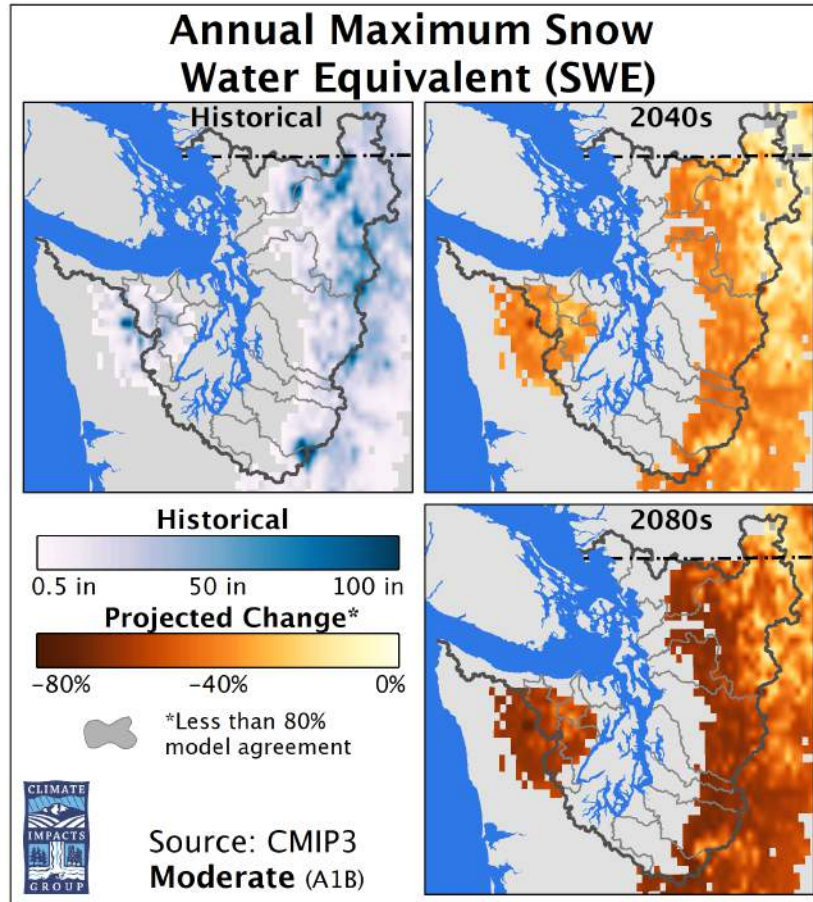 Annual Maximum Snow
Water Equivalent (SWE)
Historical
2040s
Historical
0.5 in 50 in 100 in
Projected Change*
-80% -40% 0%
*Less than 80%
model agreement
2080s
CLIMATE
IMPACTS
GROUP
Source: CMIP3
Moderate (A1B)